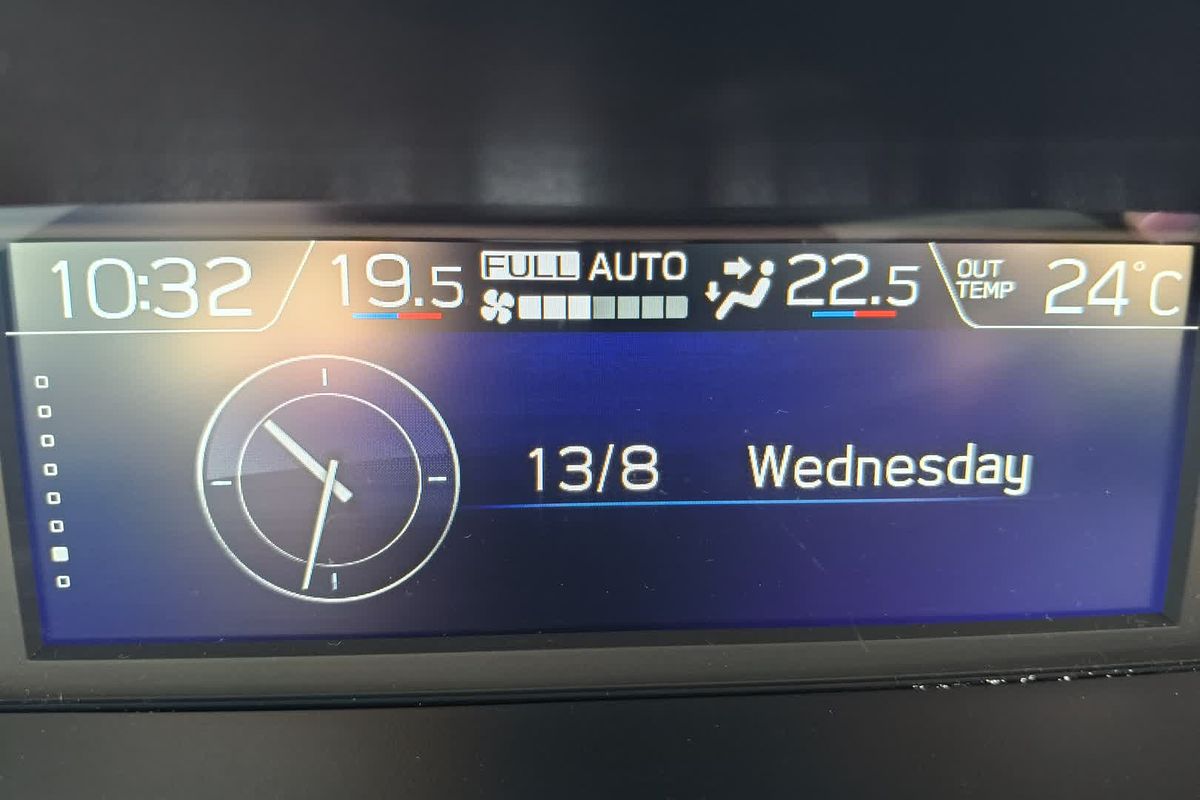 10:32 19.5 FULL AUTO 22.5 OUT TEMP 24°C
13/8 Wednesday